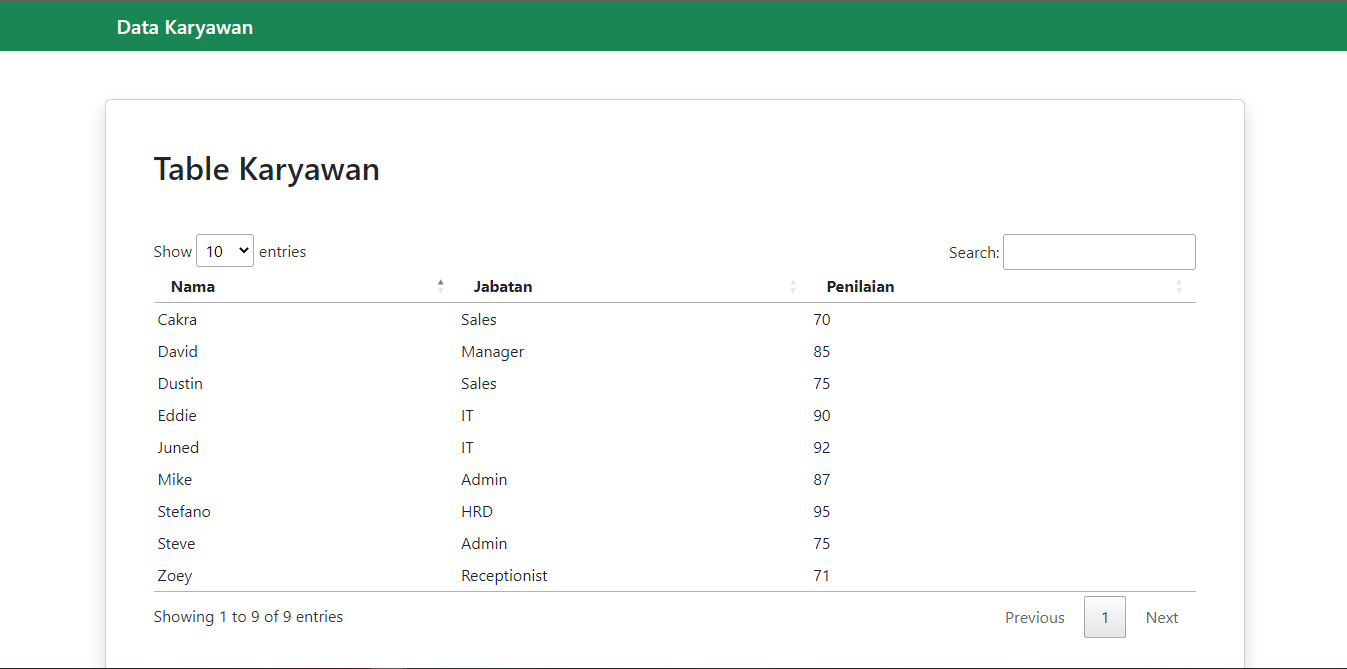 Data Karyawan
Table Karyawan
Show 10 entries Search:
Nama Jabatan Penilaian
Cakra Sales 70
David Manager 85
Dustin Sales 75
Eddie IT 90
Juned IT 92
Mike Admin 87
Stefano HRD 95
Steve Admin 75
Zoey Receptionist 71
Showing 1 to 9 of 9 entries Previous 1 Next